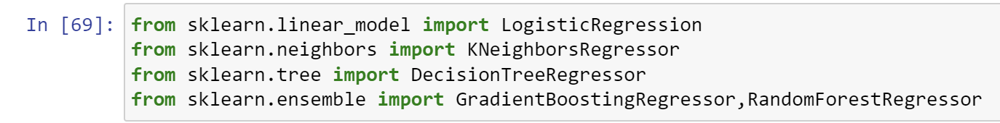 In [69]: from sklearn.linear_model import LogisticRegression
from sklearn.neighbors import KNeighborsRegressor
from sklearn.tree import DecisionTreeRegressor
from sklearn.ensemble import GradientBoostingRegressor,RandomForestRegressor